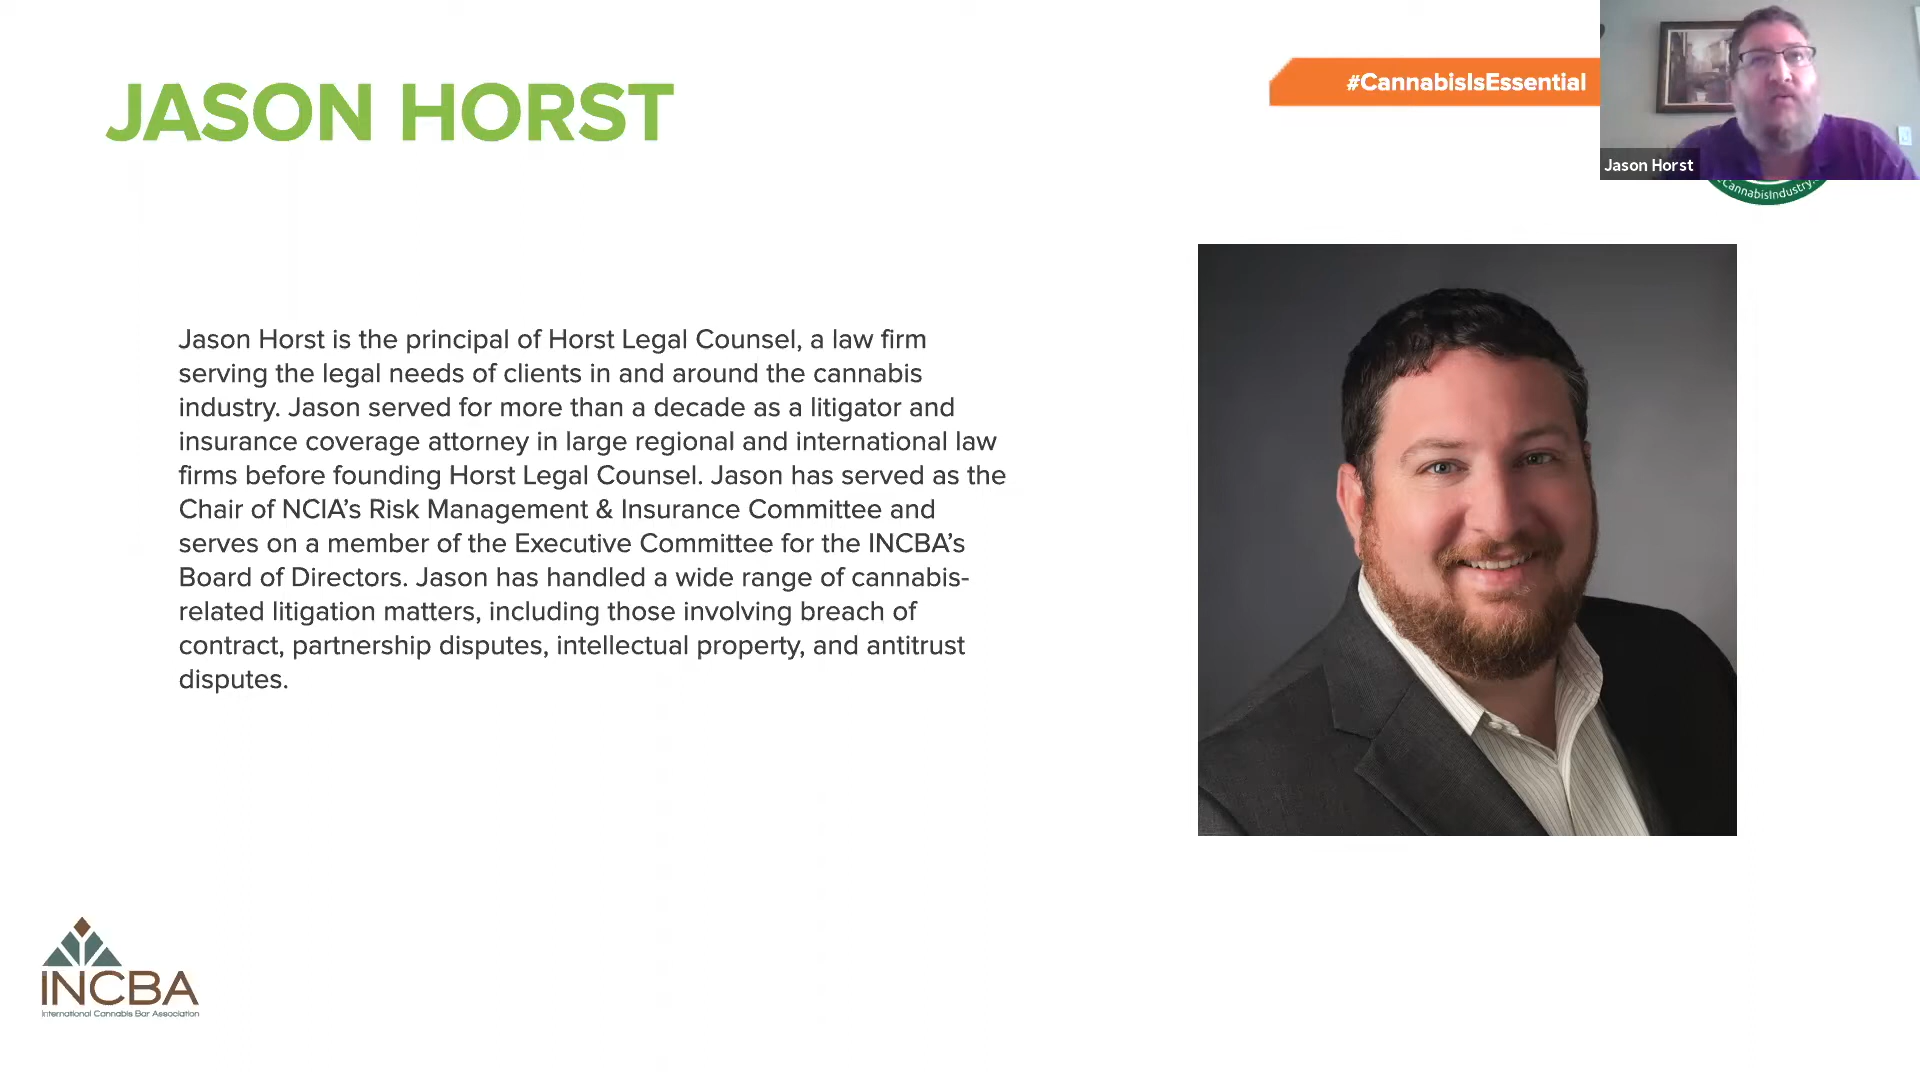 JASON HORST
#CannabisIsEssential
Jason Horst
CannabisIndustry.
Jason Horst is the principal of Horst Legal Counsel, a law firm
serving the legal needs of clients in and around the cannabis
industry. Jason served for more than a decade as a litigator and
insurance coverage attorney in large regional and international law
firms before founding Horst Legal Counsel. Jason has served as the
Chair of NCIA’s Risk Management & Insurance Committee and
serves on a member of the Executive Committee for the INCBA’s
Board of Directors. Jason has handled a wide range of cannabis-
related litigation matters, including those involving breach of
contract, partnership disputes, intellectual property, and antitrust
disputes.
INCBA
International Cannabis Bar Association